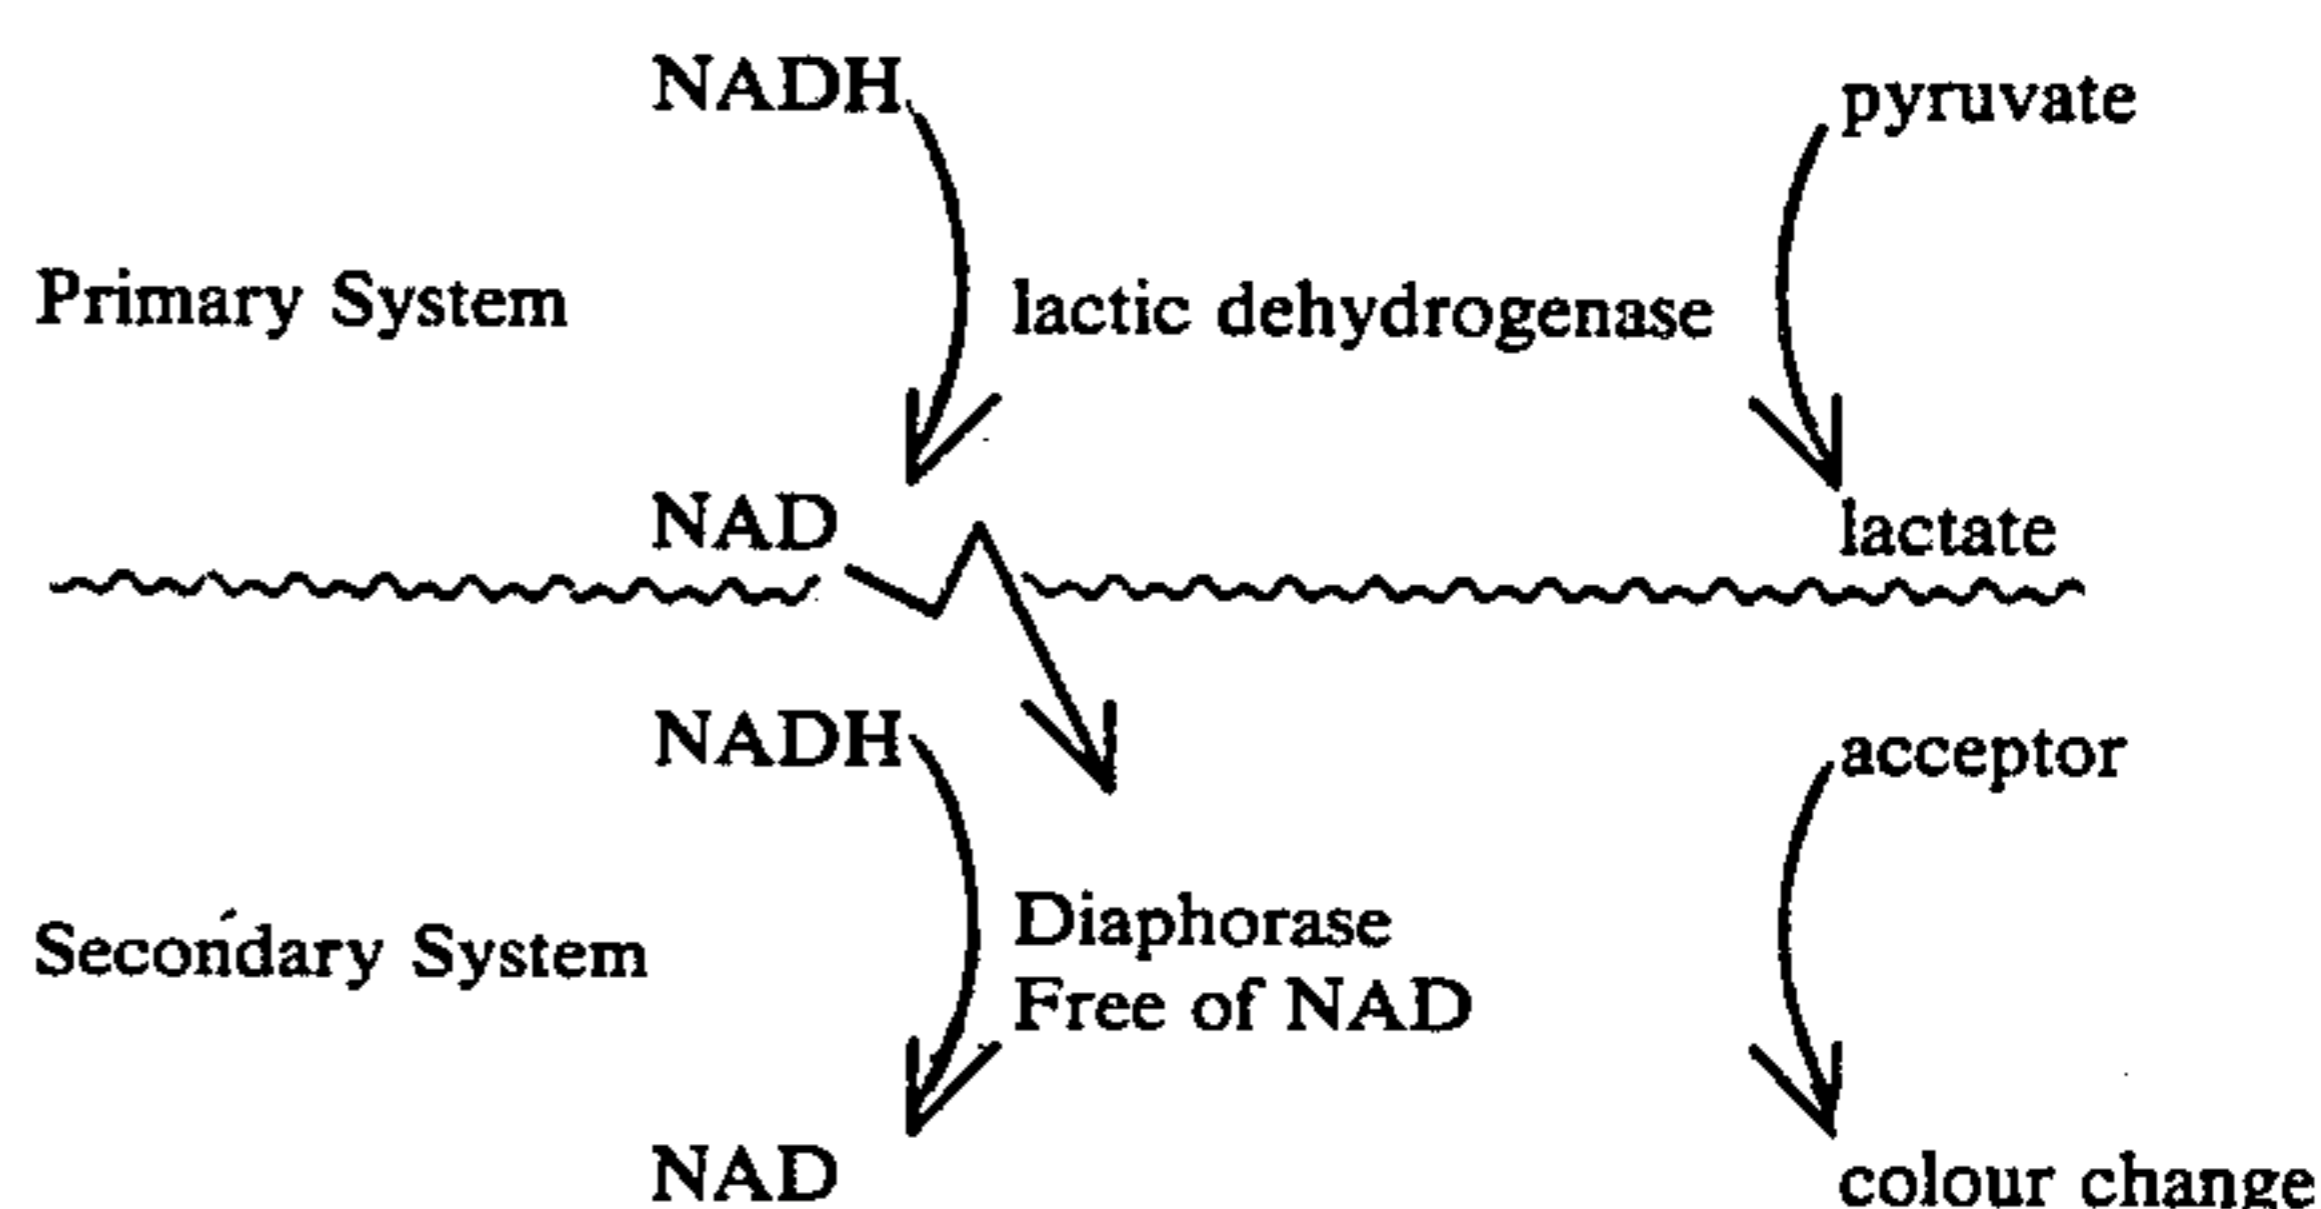 NADH
pyruvate
Primary System
lactic dehydrogenase
NAD
lactate
NADH
acceptor
Secondary System
Diaphorase
Free of NAD
NAD
colour change